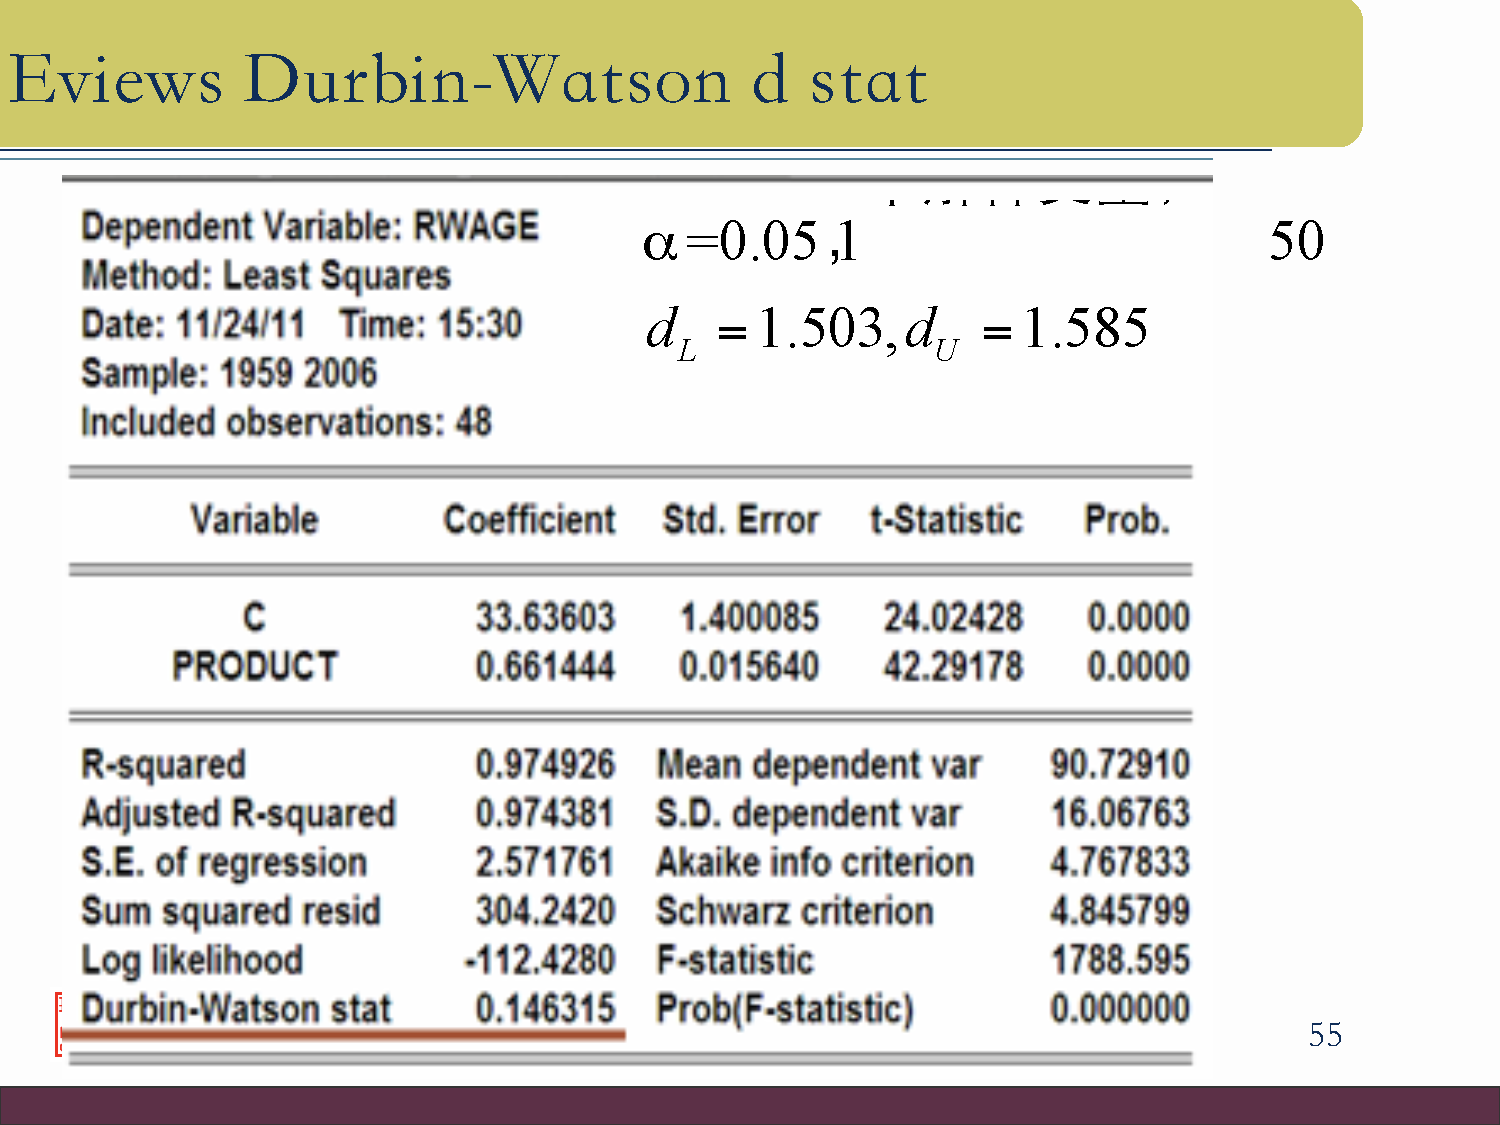 Eviews Durbin-Watson d stat
Dependent Variable: RWAGE
Method: Least Squares
Date: 11/24/11 Time: 15:30
Sample: 1959 2006
Included observations: 48
α=0.05,1 50
d_L = 1.503, d_U = 1.585
Variable Coefficient Std. Error t-Statistic Prob.
C 33.63603 1.400085 24.02428 0.0000
PRODUCT 0.661444 0.015640 42.29178 0.0000
R-squared 0.974926 Mean dependent var 90.72910
Adjusted R-squared 0.974381 S.D. dependent var 16.06763
S.E. of regression 2.571761 Akaike info criterion 4.767833
Sum squared resid 304.2420 Schwarz criterion 4.845799
Log likelihood -112.4280 F-statistic 1788.595
Durbin-Watson stat 0.146315 Prob(F-statistic) 0.000000
55